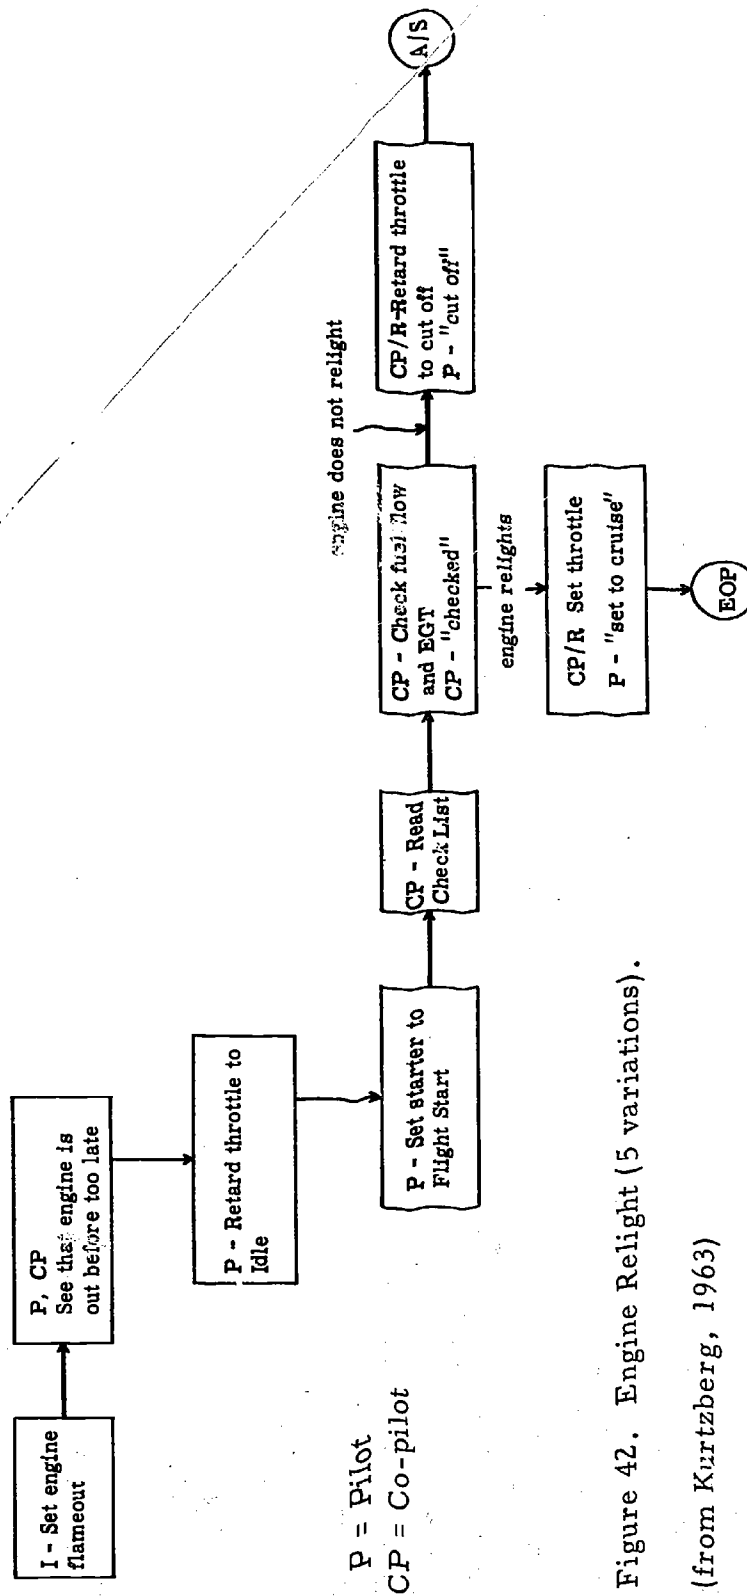 I - Set engine
flameout
P, CP
See that engine is
out before too late
P - Retard throttle to
Idle
P - Set starter to
Flight Start
CP - Read
Check List
CP - Check fuel flow
and EGT
CP - "checked"
engine does not relight
CP/R-Retard throttle
to cut off
P - "cut off"
A/S
engine relights
CP/R Set throttle
P - "set to cruise"
EOP
P = Pilot
CP = Co-pilot
Figure 42. Engine Relight (5 variations).
(from Kurtzberg, 1963)